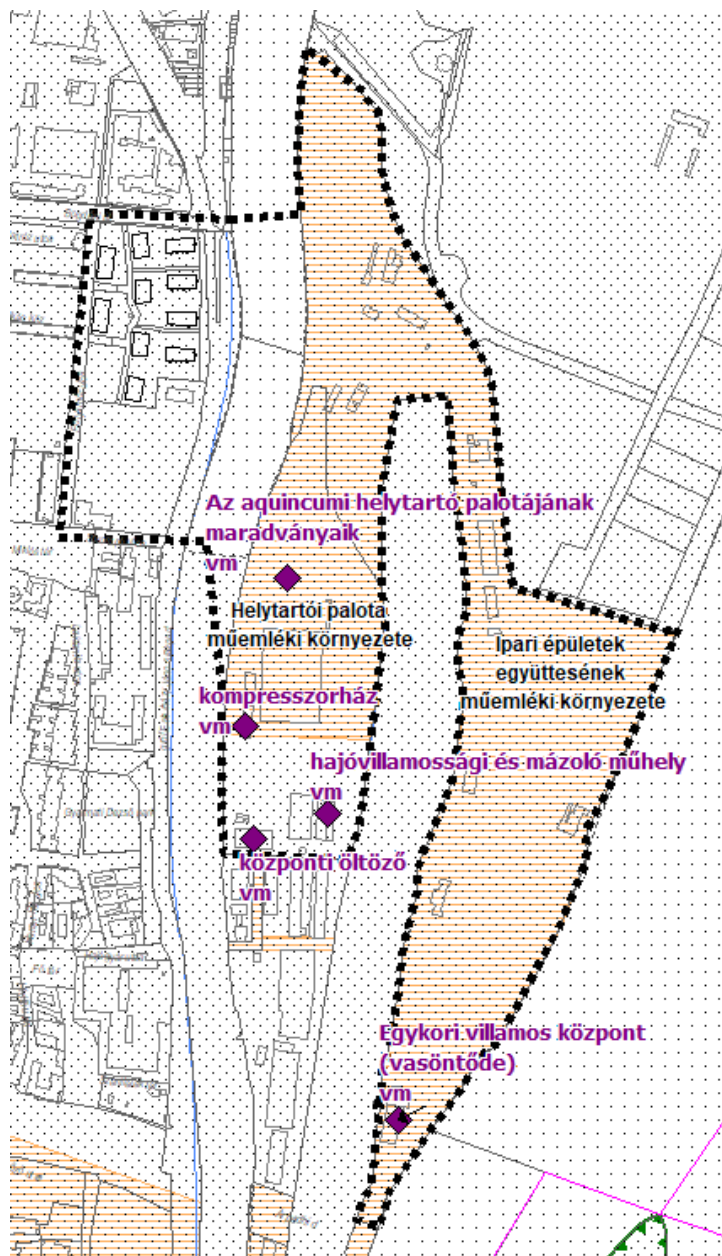 Az aquincumi helytartó palotájának
maradványaik
vm
Helytartói palota
műemléki környezete
Ipari épületek
együttesének
műemléki környezete
kompresszorház
vm
hajóvillamossági és mázoló műhely
vm
központi öltöző
vm
Egykori villamos központ
(vasöntőde)
vm